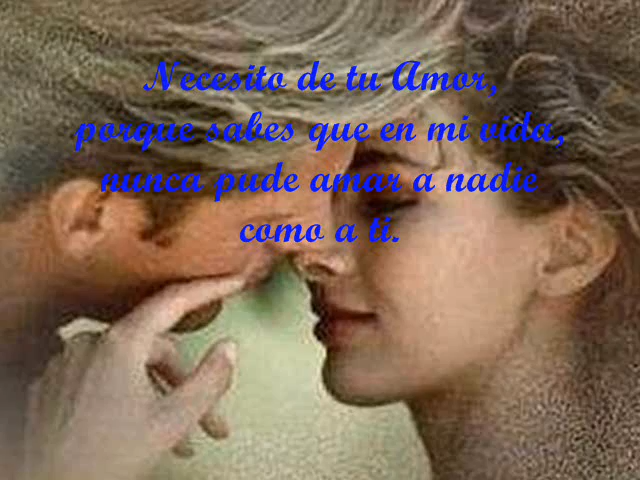 Necesito de tu Amor,
porque sabes que en mi vida,
nunca pude amar a nadie
como a ti.